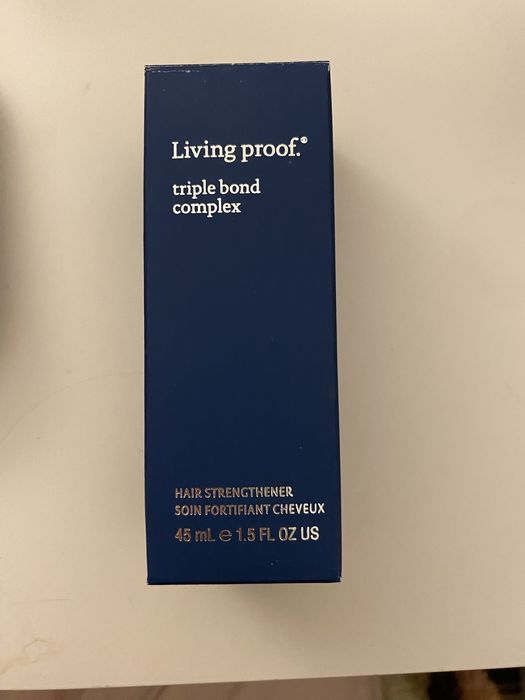 Living proof.®
triple bond
complex
HAIR STRENGTHENER
SOIN FORTIFIANT CHEVEUX
45 mL ℮ 1.5 FL OZ US